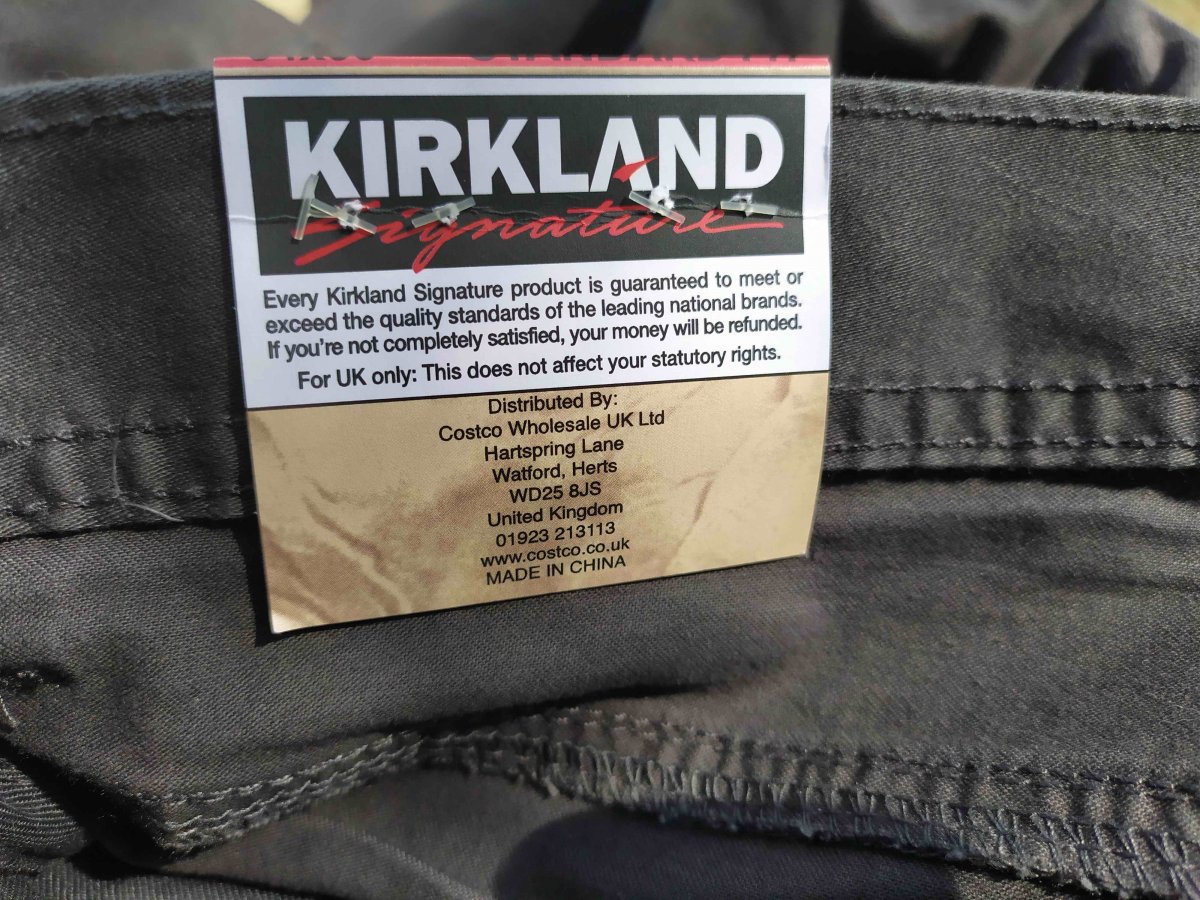 STANDARD FIT
KIRKLAND
Signature
Every Kirkland Signature product is guaranteed to meet or
exceed the quality standards of the leading national brands.
If you're not completely satisfied, your money will be refunded.
For UK only: This does not affect your statutory rights.
Distributed By:
Costco Wholesale UK Ltd
Hartspring Lane
Watford, Herts
WD25 8JS
United Kingdom
01923 213113
www.costco.co.uk
MADE IN CHINA